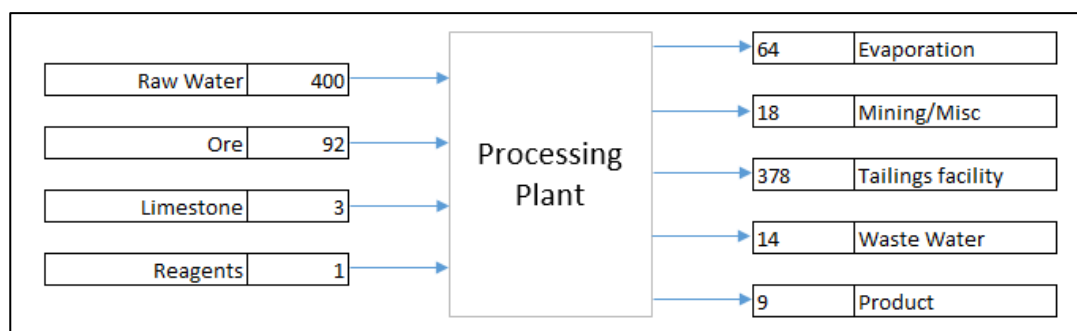 Raw Water 400
Ore 92
Limestone 3
Reagents 1
Processing
Plant
64 Evaporation
18 Mining/Misc
378 Tailings facility
14 Waste Water
9 Product